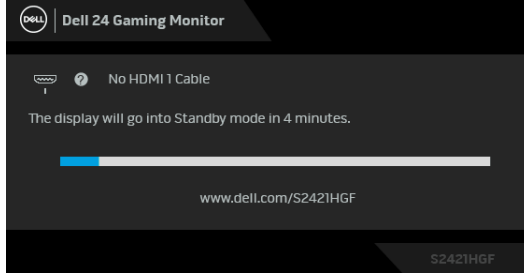 DELL
Dell 24 Gaming Monitor
? No HDMI 1 Cable
The display will go into Standby mode in 4 minutes.
www.dell.com/S2421HGF
S2421HGF